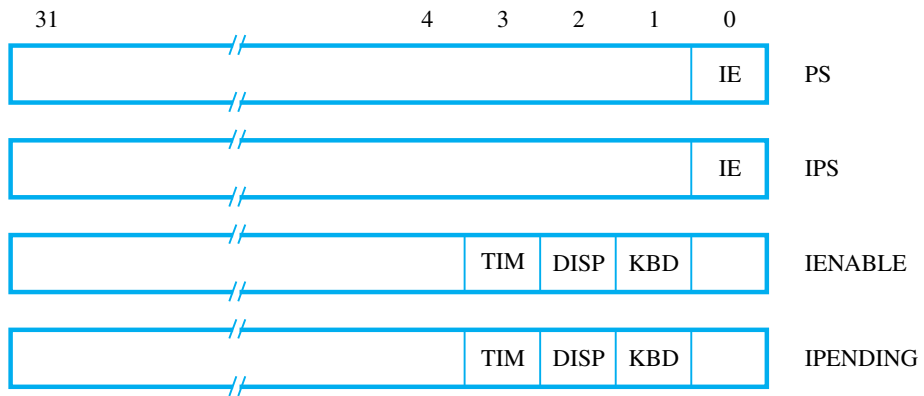 31 4 3 2 1 0
IE PS
IE IPS
TIM DISP KBD IENABLE
TIM DISP KBD IPENDING